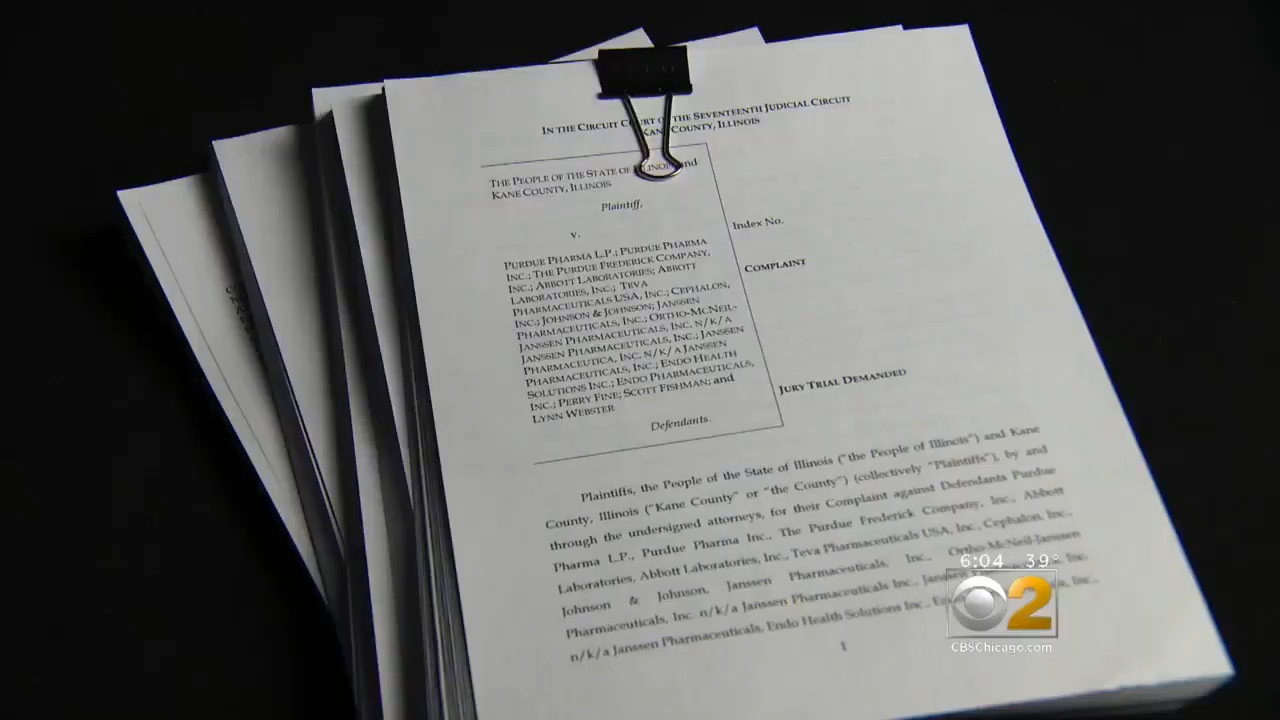 IN THE CIRCUIT COURT OF THE SEVENTEENTH JUDICIAL CIRCUIT
KANE COUNTY, ILLINOIS
THE PEOPLE OF THE STATE OF ILLINOIS and
KANE COUNTY, ILLINOIS
Plaintiff,
v.
PURDUE PHARMA L.P.; PURDUE PHARMA
INC.; THE PURDUE FREDERICK COMPANY,
INC.; ABBOTT LABORATORIES; ABBOTT
LABORATORIES, INC.; TEVA
PHARMACEUTICALS USA, INC.; CEPHALON,
INC.; JOHNSON & JOHNSON; JANSSEN
PHARMACEUTICALS, INC.; ORTHO-MCNEIL-
JANSSEN PHARMACEUTICALS, INC. N/K/A
JANSSEN PHARMACEUTICALS, INC.; JANSSEN
PHARMACEUTICA, INC. N/K/A JANSSEN
PHARMACEUTICALS, INC.; ENDO HEALTH
SOLUTIONS INC.; ENDO PHARMACEUTICALS,
INC.; PERRY FINE; SCOTT FISHMAN; and
LYNN WEBSTER
Defendants.
Index No.
COMPLAINT
JURY TRIAL DEMANDED
Plaintiffs, the People of the State of Illinois ("the People of Illinois") and Kane
County, Illinois ("Kane County" or "the County") (collectively "Plaintiffs"), by and
through the undersigned attorneys, for their Complaint against Defendants Purdue
Pharma L.P., Purdue Pharma Inc., The Purdue Frederick Company, Inc., Abbott
Laboratories, Abbott Laboratories, Inc., Teva Pharmaceuticals USA, Inc., Cephalon, Inc.,
Johnson & Johnson, Janssen Pharmaceuticals, Inc., Ortho-McNeil-Janssen
Pharmaceuticals, Inc. n/k/a Janssen Pharmaceuticals Inc., Inc.
n/k/a Janssen Pharmaceuticals, Endo Health Solutions Inc., Inc.,
1
6:04 39°
2
CBSChicago.com